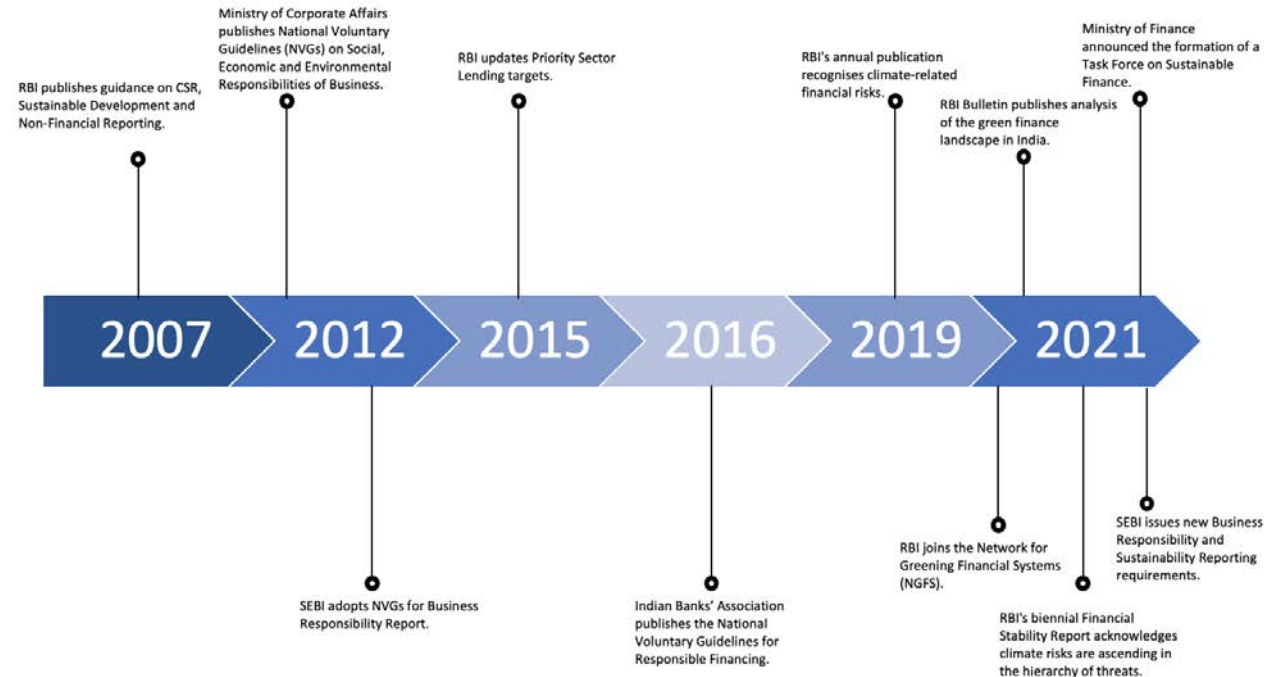 RBI publishes guidance on CSR,
Sustainable Development and
Non-Financial Reporting.
Ministry of Corporate Affairs
publishes National Voluntary
Guidelines (NVGs) on Social,
Economic and Environmental
Responsibilities of Business.
RBI updates Priority Sector
Lending targets.
RBI's annual publication
recognises climate-related
financial risks.
RBI Bulletin publishes analysis
of the green finance
landscape in India.
Ministry of Finance
announced the formation of a
Task Force on Sustainable
Finance.
2007
2012
2015
2016
2019
2021
SEBI adopts NVGs for Business
Responsibility Report.
Indian Banks' Association
publishes the National
Voluntary Guidelines for
Responsible Financing.
RBI joins the Network for
Greening Financial Systems
(NGFS).
RBI's biennial Financial
Stability Report acknowledges
climate risks are ascending in
the hierarchy of threats.
SEBI issues new Business
Responsibility and
Sustainability Reporting
requirements.